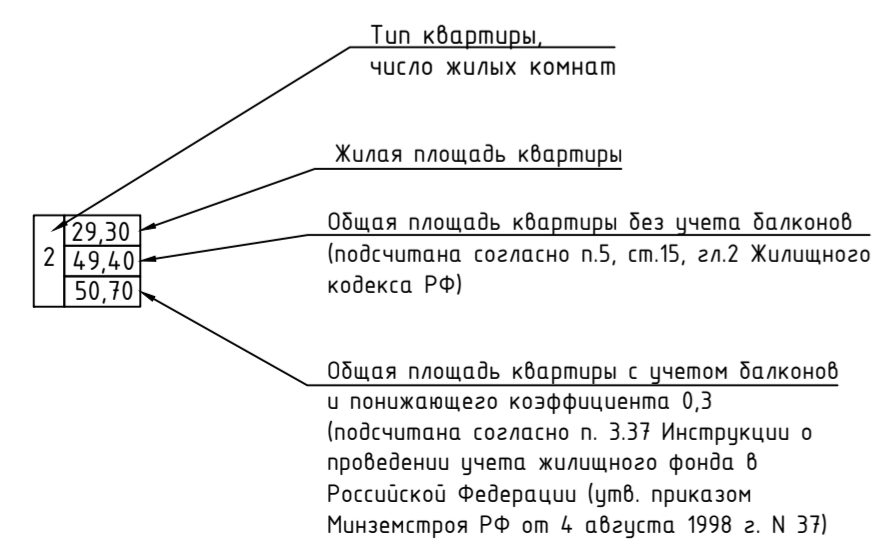 Тип квартиры,
число жилых комнат
Жилая площадь квартиры
2
29,30
49,40
50,70
Общая площадь квартиры без учета балконов
(подсчитана согласно п.5, ст.15, гл.2 Жилищного
кодекса РФ)
Общая площадь квартиры с учетом балконов
и понижающего коэффициента 0,3
(подсчитана согласно п. 3.37 Инструкции о
проведении учета жилищного фонда в
Российской Федерации (утв. приказом
Минземстроя РФ от 4 августа 1998 г. N 37)